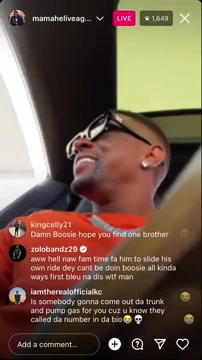 mamaheliveag...
LIVE
1,649
kingcelly21
Damn Boosie hope you find one brother
zolobandz29
aww hell naw fam time fa him to slide his
own ride dey cant be doin boosie all kinda
ways first bleu na dis wtf man
iamtherealofficialkc
Is somebody gonna come out da trunk
and pump gas for you cuz u know they
called da number in da bio😂💀
Add a comment...